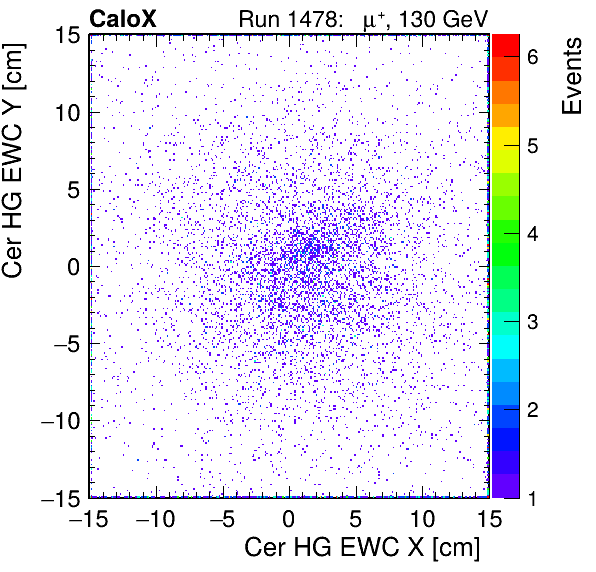 CaloX Run 1478: μ⁺, 130 GeV
Cer HG EWC Y [cm]
15
10
5
0
−5
−10
−15
−15 −10 −5 0 5 10 15
Cer HG EWC X [cm]
Events
6
5
4
3
2
1